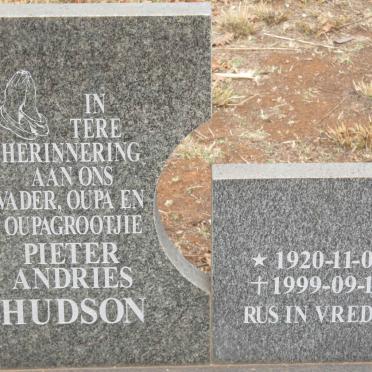 IN
TERE
HERINNERING
AAN ONS
VADER, OUPA EN
OUPAGROOTJIE
PIETER
ANDRIES
HUDSON
★ 1920-11-0
† 1999-09-1
RUS IN VRED